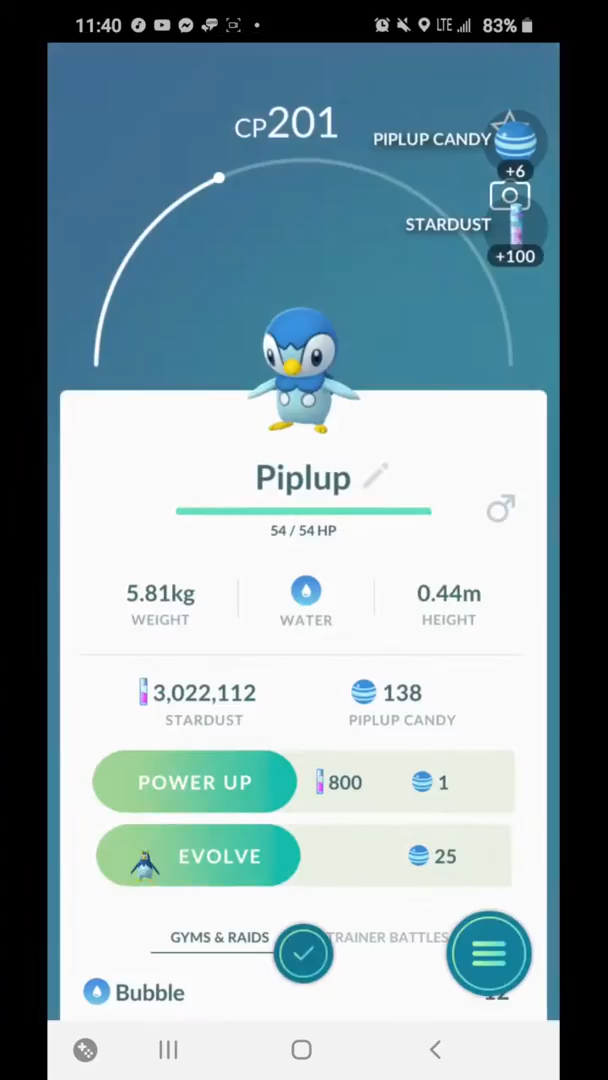 11:40
LTE 83%
CP201
PIPLUP CANDY
+6
STARDUST
+100
Piplup
54 / 54 HP
5.81kg
WEIGHT
WATER
0.44m
HEIGHT
3,022,112
STARDUST
138
PIPLUP CANDY
POWER UP 800 1
EVOLVE 25
GYMS & RAIDS TRAINER BATTLES
Bubble 12